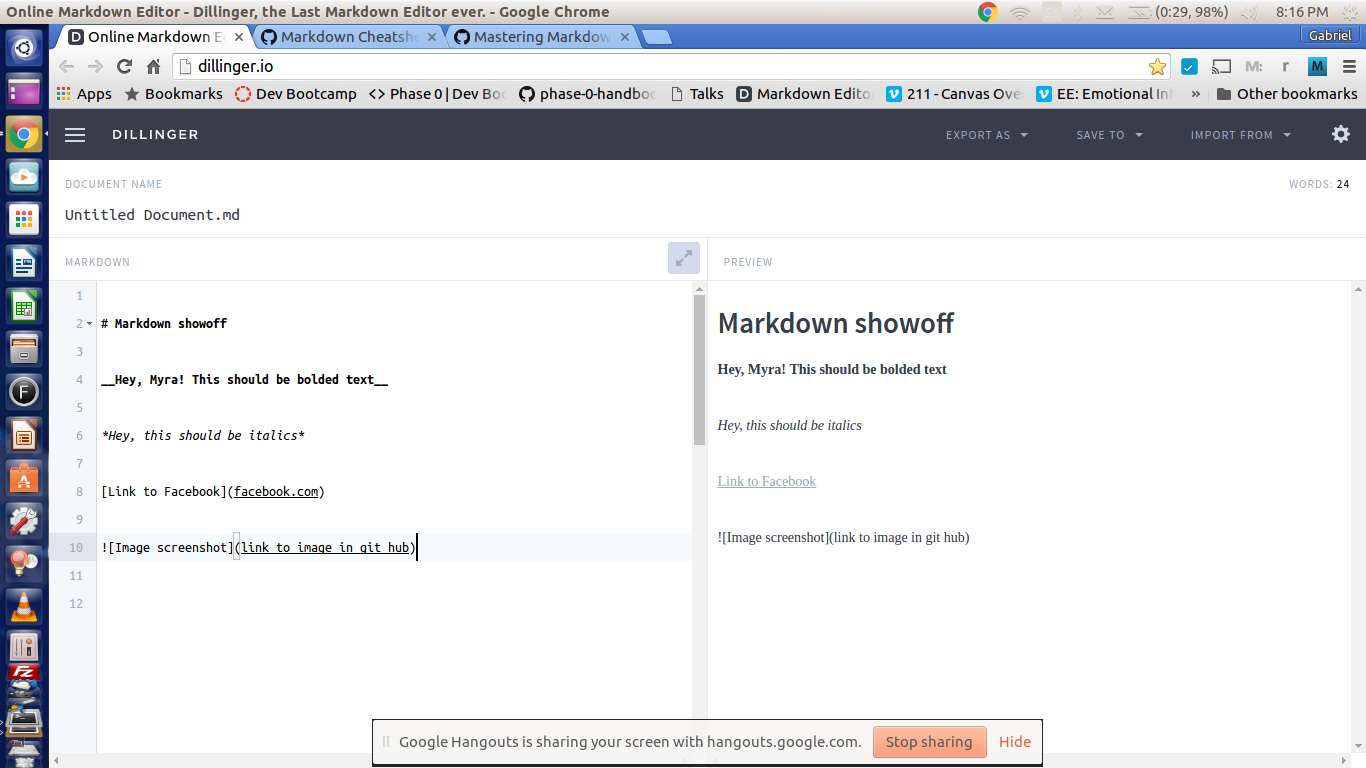 Online Markdown Editor - Dillinger, the Last Markdown Editor ever. - Google Chrome
(0:29, 98%)
8:16 PM
Online Markdown E
Markdown Cheatsh
Mastering Markdow
Gabriel
dillinger.io
M:
r
M
Apps
Bookmarks
Dev Bootcamp
<> Phase 0 | Dev Boo
phase-0-handbo
Talks
Markdown Edito
211 - Canvas Ove
EE: Emotional Int
»
Other bookmarks
DILLINGER
EXPORT AS
SAVE TO
IMPORT FROM
DOCUMENT NAME
WORDS: 24
Untitled Document.md
MARKDOWN
PREVIEW
1
2 # Markdown showoff
3
4 __Hey, Myra! This should be bolded text__
5
6 *Hey, this should be italics*
7
8 [Link to Facebook](facebook.com)
9
10 ![Image screenshot](link to image in git hub)
11
12
Markdown showoff
Hey, Myra! This should be bolded text
Hey, this should be italics
Link to Facebook
![Image screenshot](link to image in git hub)
Google Hangouts is sharing your screen with hangouts.google.com.
Stop sharing
Hide